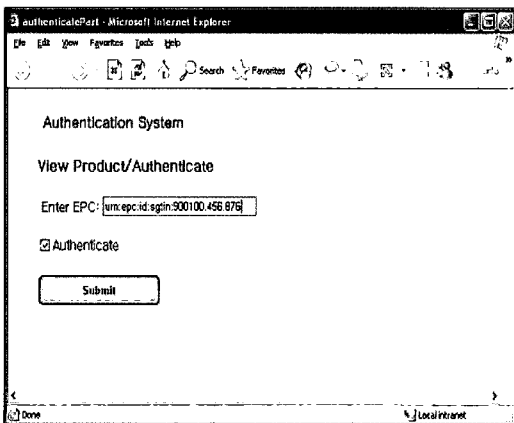 authenticatePart - Microsoft Internet Explorer
File Edit View Favorites Tools Help
Search Favorites
Authentication System
View Product/Authenticate
Enter EPC: urn:epc:id:sgtin:900100.456.876
Authenticate
Submit
Done Local intranet